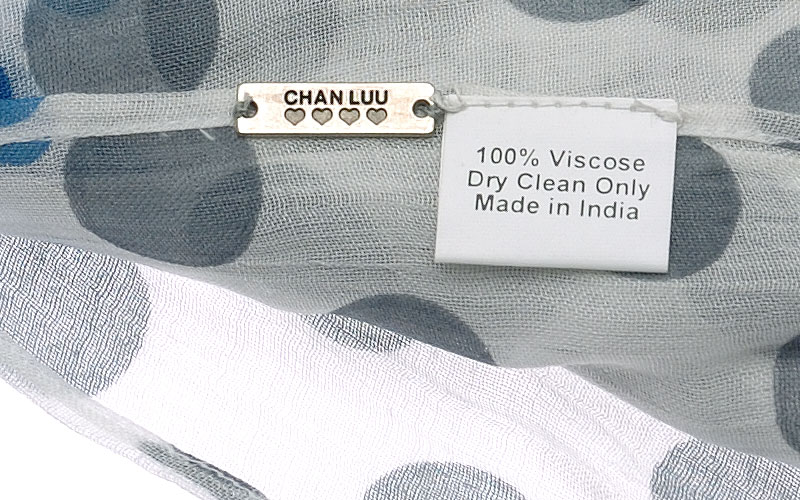 CHAN LUU
100% Viscose
Dry Clean Only
Made in India